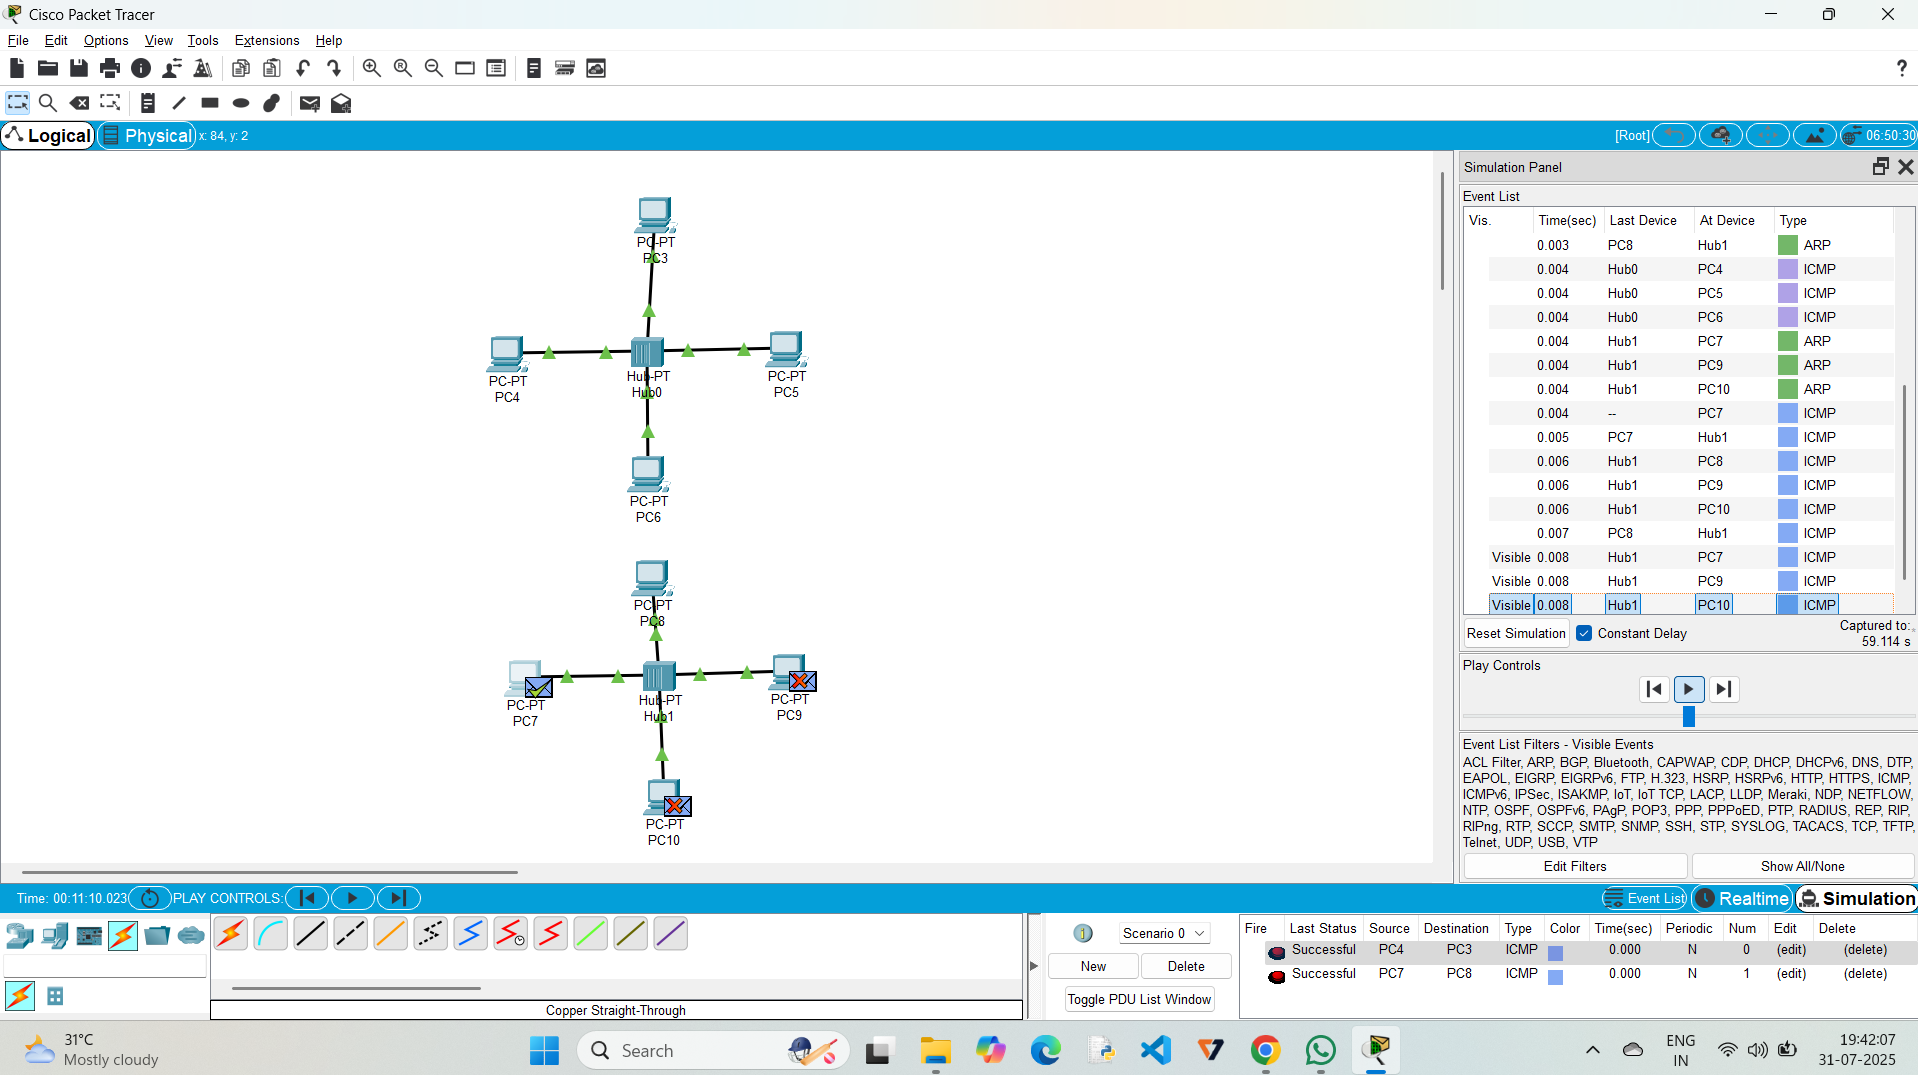 Cisco Packet Tracer
File Edit Options View Tools Extensions Help
?
Logical Physical x: 84, y: 2 [Root] 06:50:30
PC-PT
PC3
PC-PT
PC4
Hub-PT
Hub0
PC-PT
PC5
PC-PT
PC6
PC-PT
PC8
PC-PT
PC7
Hub-PT
Hub1
PC-PT
PC9
PC-PT
PC10
Simulation Panel
Event List
Vis. Time(sec) Last Device At Device Type
0.003 PC8 Hub1 ARP
0.004 Hub0 PC4 ICMP
0.004 Hub0 PC5 ICMP
0.004 Hub0 PC6 ICMP
0.004 Hub1 PC7 ARP
0.004 Hub1 PC9 ARP
0.004 Hub1 PC10 ARP
0.004 -- PC7 ICMP
0.005 PC7 Hub1 ICMP
0.006 Hub1 PC8 ICMP
0.006 Hub1 PC9 ICMP
0.006 Hub1 PC10 ICMP
0.007 PC8 Hub1 ICMP
Visible 0.008 Hub1 PC7 ICMP
Visible 0.008 Hub1 PC9 ICMP
Visible 0.008 Hub1 PC10 ICMP
Reset Simulation Constant Delay Captured to:
59.114 s
Play Controls
Event List Filters - Visible Events
ACL Filter, ARP, BGP, Bluetooth, CAPWAP, CDP, DHCP, DHCPv6, DNS, DTP,
EAPOL, EIGRP, EIGRPv6, FTP, H.323, HSRP, HSRPv6, HTTP, HTTPS, ICMP,
ICMPv6, IPSec, ISAKMP, IoT, IoT TCP, LACP, LLDP, Meraki, NDP, NETFLOW,
NTP, OSPF, OSPFv6, PAgP, POP3, PPP, PPPoED, PTP, RADIUS, REP, RIP,
RIPng, RTP, SCCP, SMTP, SNMP, SSH, STP, SYSLOG, TACACS, TCP, TFTP,
Telnet, UDP, USB, VTP
Edit Filters Show All/None
Time: 00:11:10.023 PLAY CONTROLS: Event List Realtime Simulation
Copper Straight-Through
Scenario 0
New Delete
Toggle PDU List Window
Fire Last Status Source Destination Type Color Time(sec) Periodic Num Edit Delete
Successful PC4 PC3 ICMP 0.000 N 0 (edit) (delete)
Successful PC7 PC8 ICMP 0.000 N 1 (edit) (delete)
31°C
Mostly cloudy
Search
ENG
IN
19:42:07
31-07-2025